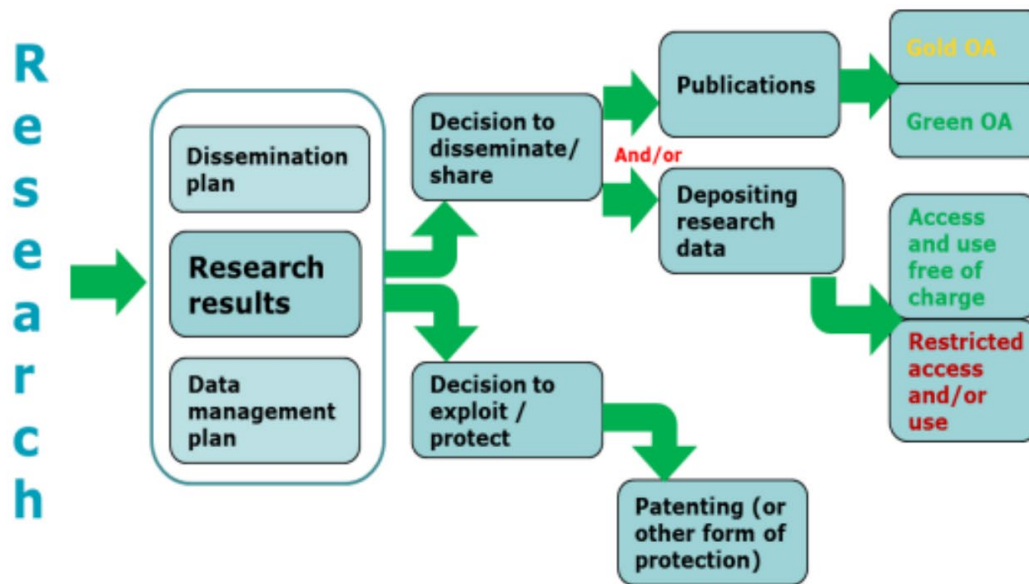 Research
Dissemination
plan
Research
results
Data
management
plan
Decision to
disseminate/
share
Decision to
exploit /
protect
And/or
Publications
Depositing
research
data
Patenting (or
other form of
protection)
Gold OA
Green OA
Access
and use
free of
charge
Restricted
access
and/or
use